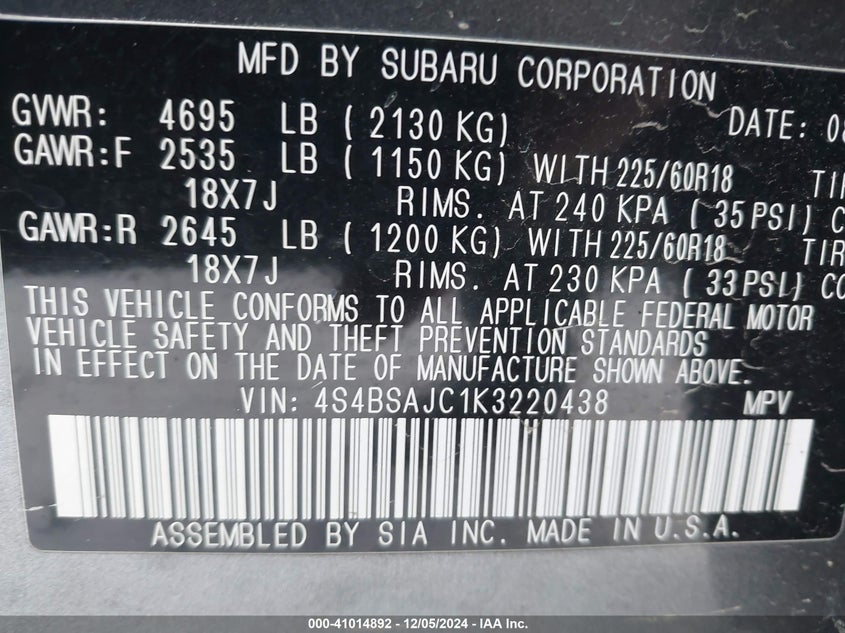 MFD BY SUBARU CORPORATION
GVWR: 4695 LB ( 2130 KG) DATE: 08
GAWR:F 2535 LB ( 1150 KG) WITH 225/60R18 TIR
18X7J RIMS. AT 240 KPA ( 35 PSI) C
GAWR:R 2645 LB ( 1200 KG) WITH 225/60R18 TIR
18X7J RIMS. AT 230 KPA ( 33 PSI) CO
THIS VEHICLE CONFORMS TO ALL APPLICABLE FEDERAL MOTOR
VEHICLE SAFETY AND THEFT PREVENTION STANDARDS
IN EFFECT ON THE DATE OF MANUFACTURE SHOWN ABOVE.
VIN: 4S4BSAJC1K3220438 MPV
ASSEMBLED BY SIA INC. MADE IN U.S.A.
000-41014892 - 12/05/2024 - IAA Inc.